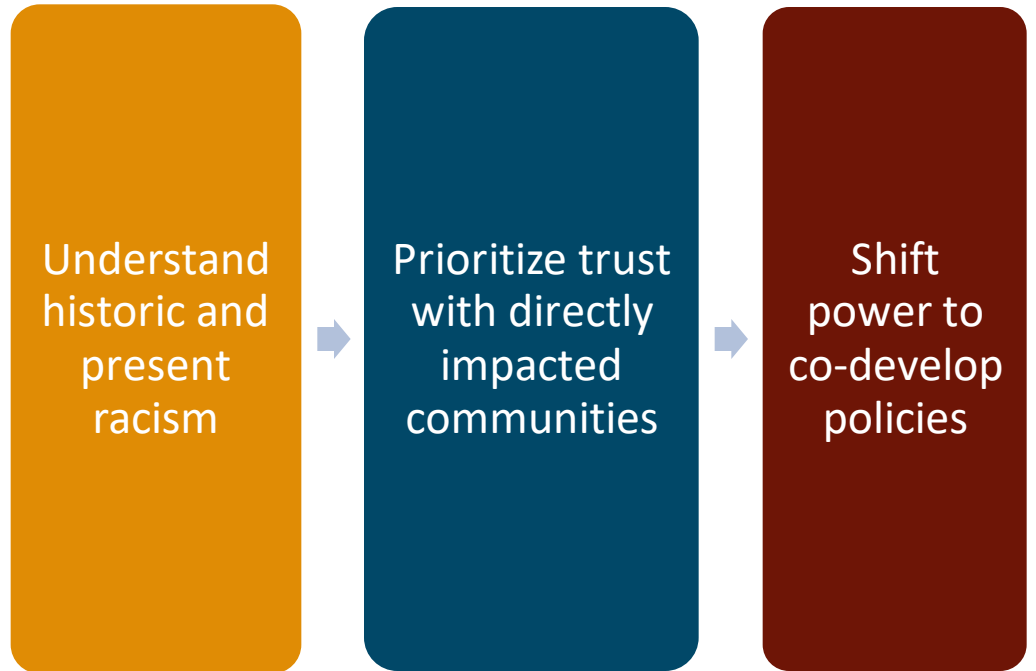 Understand
historic and
present
racism
Prioritize trust
with directly
impacted
communities
Shift
power to
co-develop
policies